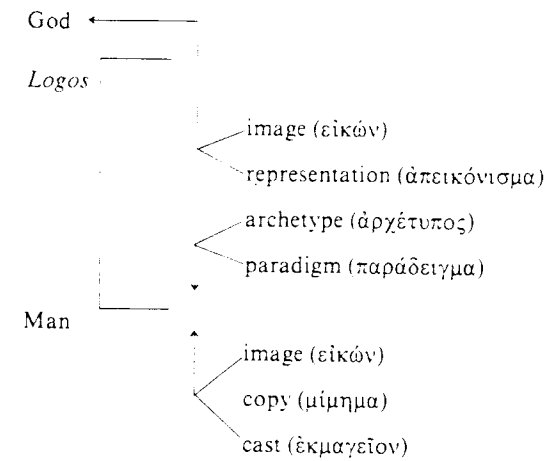 God
Logos
image (εἰκών)
representation (ἀπεικόνισμα)
archetype (ἀρχέτυπος)
paradigm (παράδειγμα)
Man
image (εἰκών)
copy (μίμημα)
cast (ἐκμαγεῖον)